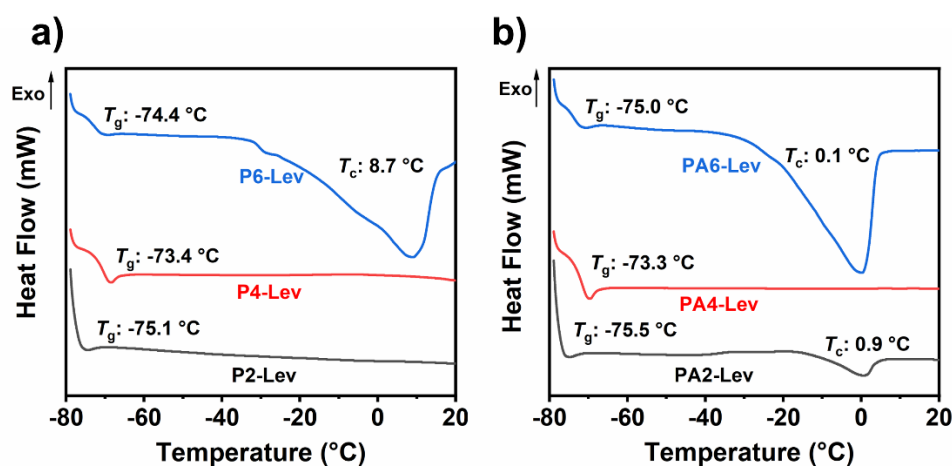 a)
Exo
Tg: -74.4 °C
P6-Lev
Tc: 8.7 °C
Tg: -73.4 °C
P4-Lev
Tg: -75.1 °C
P2-Lev
Heat Flow (mW)
-80 -60 -40 -20 0 20
Temperature (°C)
b)
Exo
Tg: -75.0 °C
PA6-Lev
Tc: 0.1 °C
Tg: -73.3 °C
PA4-Lev
Tg: -75.5 °C
Tc: 0.9 °C
PA2-Lev
Heat Flow (mW)
-80 -60 -40 -20 0 20
Temperature (°C)